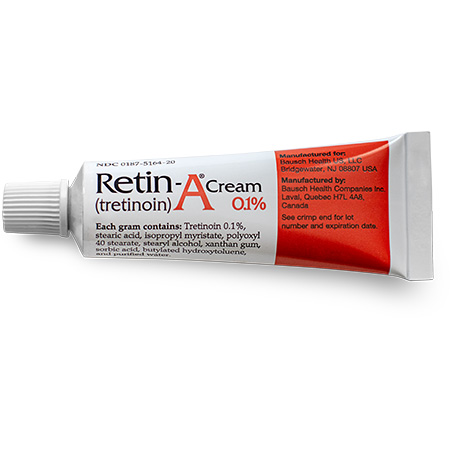 NDC 0187-5164-20
Retin-A® Cream
(tretinoin) 0.1%
Each gram contains: Tretinoin 0.1%,
stearic acid, isopropyl myristate, polyoxyl
40 stearate, stearyl alcohol, xanthan gum,
sorbic acid, butylated hydroxytoluene,
and purified water.
Manufactured for:
Bausch Health US, LLC
Bridgewater, NJ 08807 USA
Manufactured by:
Bausch Health Companies Inc.
Laval, Quebec H7L 4A8,
Canada
See crimp end for lot
number and expiration date.